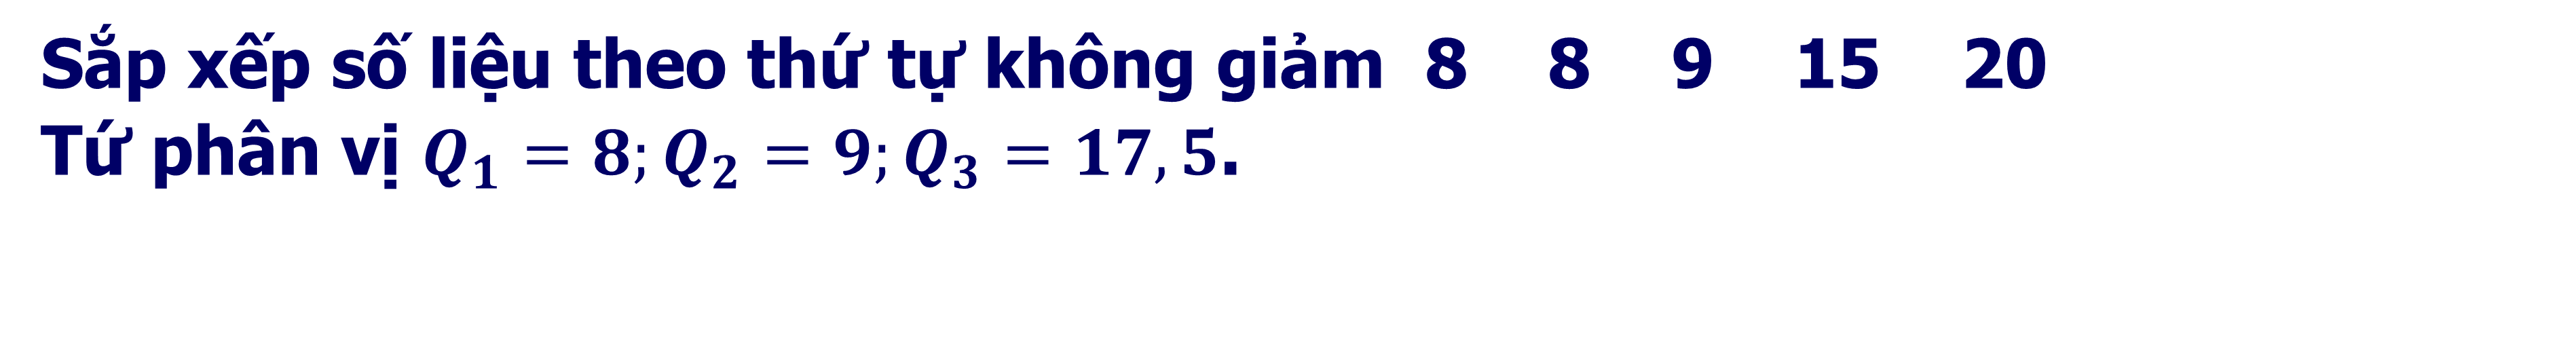 Sắp xếp số liệu theo thứ tự không giảm 8 8 9 15 20
Tứ phân vị Q₁ = 8; Q₂ = 9; Q₃ = 17, 5.